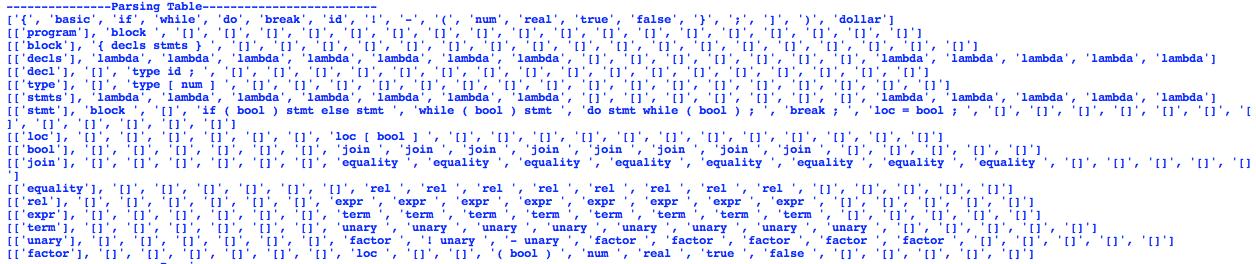 ---------------Parsing Table-------------------------
['{', 'basic', 'if', 'while', 'do', 'break', 'id', '!', '-', '(', 'num', 'real', 'true', 'false', '}', ';', ']', ')', 'dollar']
[['program'], 'block ', '[]', '[]', '[]', '[]', '[]', '[]', '[]', '[]', '[]', '[]', '[]', '[]', '[]', '[]', '[]', '[]', '[]', '[]']
[['block'], '{ decls stmts } ', '[]', '[]', '[]', '[]', '[]', '[]', '[]', '[]', '[]', '[]', '[]', '[]', '[]', '[]', '[]', '[]', '[]', '[]']
[['decls'], 'lambda', 'lambda', 'lambda', 'lambda', 'lambda', 'lambda', 'lambda', '[]', '[]', '[]', '[]', '[]', '[]', '[]', 'lambda', 'lambda', 'lambda', 'lambda', 'lambda']
[['decl'], '[]', 'type id ; ', '[]', '[]', '[]', '[]', '[]', '[]', '[]', '[]', '[]', '[]', '[]', '[]', '[]', '[]', '[]', '[]', '[]']
[['type'], '[]', 'type [ num ] ', '[]', '[]', '[]', '[]', '[]', '[]', '[]', '[]', '[]', '[]', '[]', '[]', '[]', '[]', '[]', '[]', '[]']
[['stmts'], 'lambda', 'lambda', 'lambda', 'lambda', 'lambda', 'lambda', 'lambda', '[]', '[]', '[]', '[]', '[]', '[]', '[]', 'lambda', 'lambda', 'lambda', 'lambda', 'lambda']
[['stmt'], 'block ', '[]', 'if ( bool ) stmt else stmt ', 'while ( bool ) stmt ', 'do stmt while ( bool ) ; ', 'break ; ', 'loc = bool ; ', '[]', '[]', '[]', '[]', '[]', '[]', '[
]', '[]', '[]', '[]', '[]', '[]']
[['loc'], '[]', '[]', '[]', '[]', '[]', '[]', 'loc [ bool ] ', '[]', '[]', '[]', '[]', '[]', '[]', '[]', '[]', '[]', '[]', '[]', '[]']
[['bool'], '[]', '[]', '[]', '[]', '[]', '[]', 'join ', 'join ', 'join ', 'join ', 'join ', 'join ', 'join ', 'join ', '[]', '[]', '[]', '[]', '[]']
[['join'], '[]', '[]', '[]', '[]', '[]', '[]', 'equality ', 'equality ', 'equality ', 'equality ', 'equality ', 'equality ', 'equality ', 'equality ', '[]', '[]', '[]', '[]', '[]
']
[['equality'], '[]', '[]', '[]', '[]', '[]', '[]', 'rel ', 'rel ', 'rel ', 'rel ', 'rel ', 'rel ', 'rel ', 'rel ', '[]', '[]', '[]', '[]', '[]']
[['rel'], '[]', '[]', '[]', '[]', '[]', '[]', 'expr ', 'expr ', 'expr ', 'expr ', 'expr ', 'expr ', 'expr ', 'expr ', '[]', '[]', '[]', '[]', '[]']
[['expr'], '[]', '[]', '[]', '[]', '[]', '[]', 'term ', 'term ', 'term ', 'term ', 'term ', 'term ', 'term ', 'term ', '[]', '[]', '[]', '[]', '[]']
[['term'], '[]', '[]', '[]', '[]', '[]', '[]', 'unary ', 'unary ', 'unary ', 'unary ', 'unary ', 'unary ', 'unary ', 'unary ', '[]', '[]', '[]', '[]', '[]']
[['unary'], '[]', '[]', '[]', '[]', '[]', '[]', 'factor ', '! unary ', '- unary ', 'factor ', 'factor ', 'factor ', 'factor ', 'factor ', '[]', '[]', '[]', '[]', '[]']
[['factor'], '[]', '[]', '[]', '[]', '[]', '[]', 'loc ', '[]', '[]', '( bool ) ', 'num ', 'real ', 'true ', 'false ', '[]', '[]', '[]', '[]', '[]']